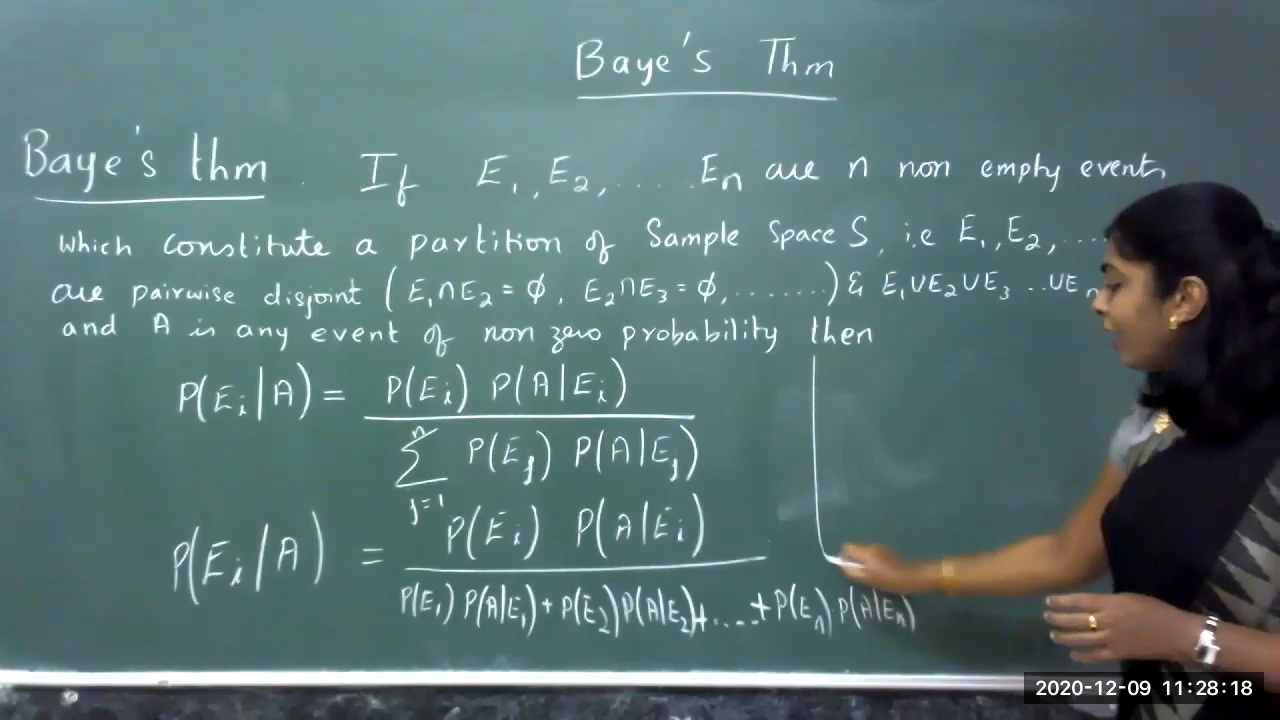 Baye's Thm
Baye's thm. If E₁, E₂, ..... Eₙ are n non empty events
which constitute a partition of Sample Space S, i.e E₁, E₂, ....
are pairwise disjoint (E₁∩E₂ = ϕ, E₂∩E₃ = ϕ, ........) & E₁∪E₂∪E₃ ...∪Eₙ
and A is any event of non zero probability then
P(Eᵢ|A) = P(Eᵢ) P(A|Eᵢ) / ∑ⱼ₌₁ⁿ P(Eⱼ) P(A|Eⱼ)
P(Eᵢ|A) = P(Eᵢ) P(A|Eᵢ) / P(E₁) P(A|E₁) + P(E₂) P(A|E₂) + .... + P(Eₙ) P(A|Eₙ)
2020-12-09 11:28:18